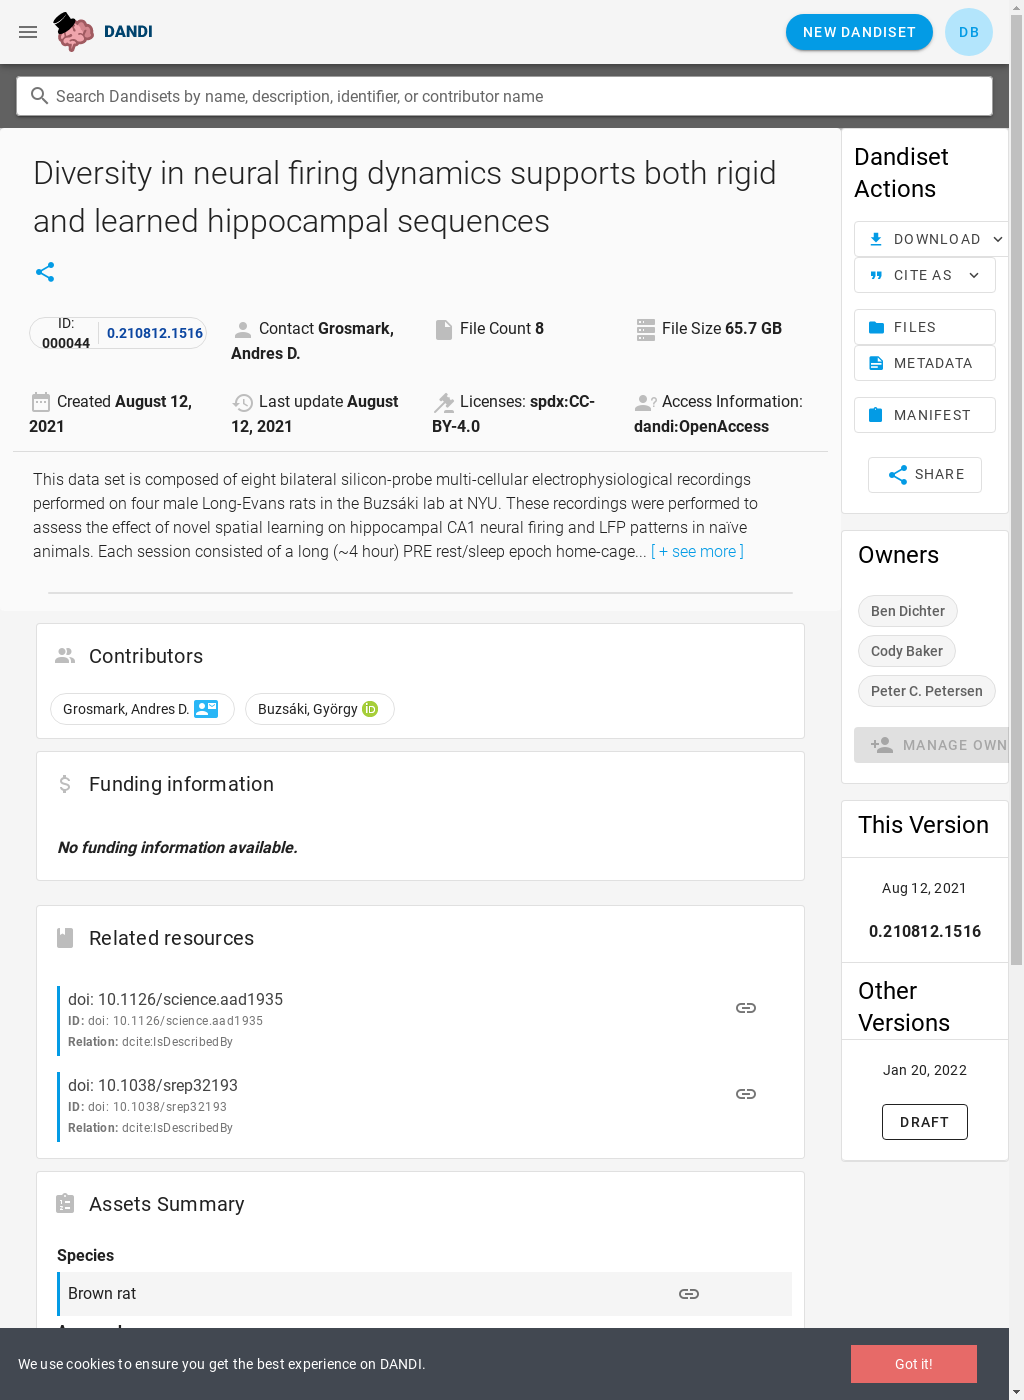 DANDI
NEW DANDISET
DB
Search Dandisets by name, description, identifier, or contributor name
Diversity in neural firing dynamics supports both rigid
and learned hippocampal sequences
ID:
000044
0.210812.1516
Contact Grosmark,
Andres D.
File Count 8
File Size 65.7 GB
Created August 12,
2021
Last update August
12, 2021
Licenses: spdx:CC-
BY-4.0
Access Information:
dandi:OpenAccess
This data set is composed of eight bilateral silicon-probe multi-cellular electrophysiological recordings
performed on four male Long-Evans rats in the Buzsáki lab at NYU. These recordings were performed to
assess the effect of novel spatial learning on hippocampal CA1 neural firing and LFP patterns in naïve
animals. Each session consisted of a long (~4 hour) PRE rest/sleep epoch home-cage... [ + see more ]
Contributors
Grosmark, Andres D.
Buzsáki, György iD
Funding information
No funding information available.
Related resources
doi: 10.1126/science.aad1935
ID: doi: 10.1126/science.aad1935
Relation: dcite:IsDescribedBy
doi: 10.1038/srep32193
ID: doi: 10.1038/srep32193
Relation: dcite:IsDescribedBy
Assets Summary
Species
Brown rat
Dandiset
Actions
DOWNLOAD
CITE AS
FILES
METADATA
MANIFEST
SHARE
Owners
Ben Dichter
Cody Baker
Peter C. Petersen
MANAGE OWN
This Version
Aug 12, 2021
0.210812.1516
Other
Versions
Jan 20, 2022
DRAFT
We use cookies to ensure you get the best experience on DANDI.
Got it!